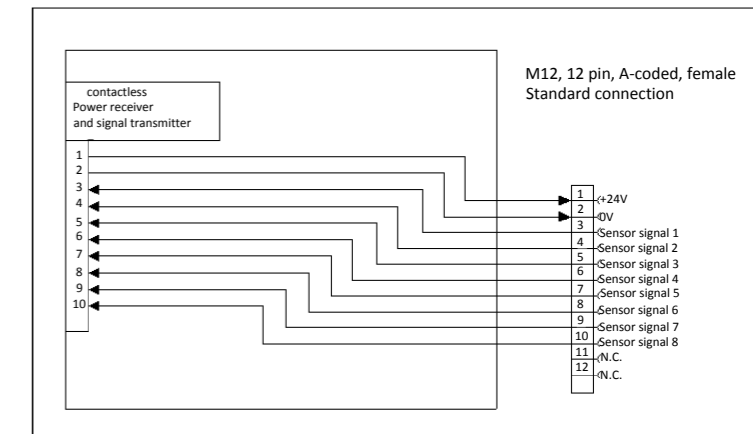 M12, 12 pin, A-coded, female
Standard connection
contactless
Power receiver
and signal transmitter
1
2
3
4
5
6
7
8
9
10
1 +24V
2 0V
3 Sensor signal 1
4 Sensor signal 2
5 Sensor signal 3
6 Sensor signal 4
7 Sensor signal 5
8 Sensor signal 6
9 Sensor signal 7
10 Sensor signal 8
11 N.C.
12 N.C.